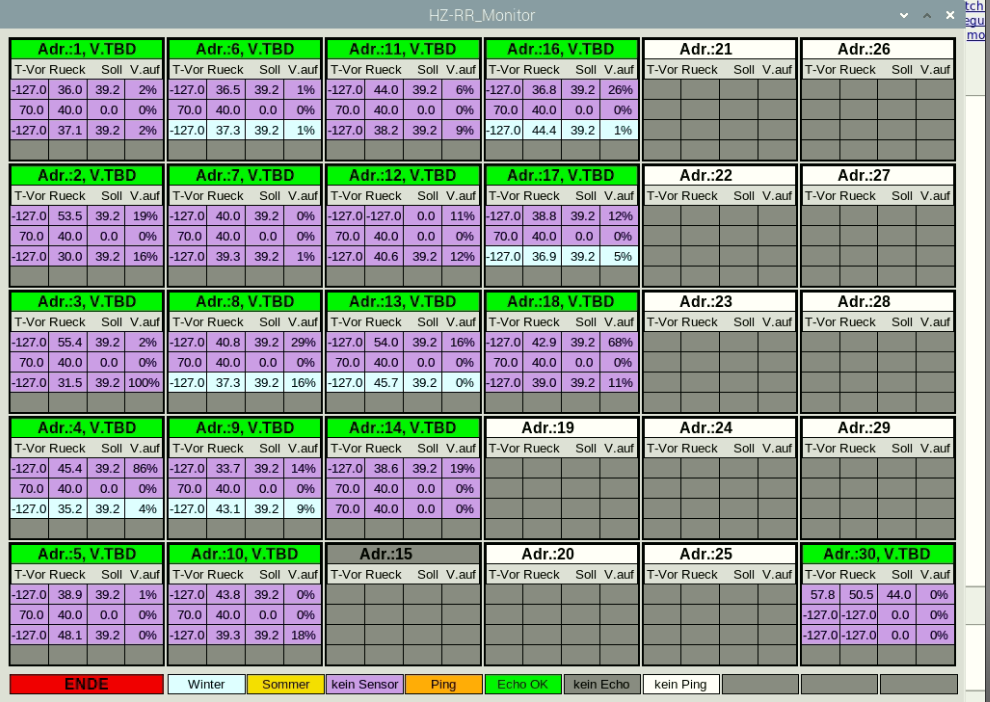 HZ-RR_Monitor
tch
egu
mo
Adr.:1, V.TBD Adr.:6, V.TBD Adr.:11, V.TBD Adr.:16, V.TBD Adr.:21 Adr.:26
T-Vor Rueck Soll V.auf T-Vor Rueck Soll V.auf T-Vor Rueck Soll V.auf T-Vor Rueck Soll V.auf T-Vor Rueck Soll V.auf T-Vor Rueck Soll V.auf
-127.0 36.0 39.2 2% -127.0 36.5 39.2 1% -127.0 44.0 39.2 6% -127.0 36.8 39.2 26%
70.0 40.0 0.0 0% 70.0 40.0 0.0 0% 70.0 40.0 0.0 0% 70.0 40.0 0.0 0%
-127.0 37.1 39.2 2% -127.0 37.3 39.2 1% -127.0 38.2 39.2 9% -127.0 44.4 39.2 1%
Adr.:2, V.TBD Adr.:7, V.TBD Adr.:12, V.TBD Adr.:17, V.TBD Adr.:22 Adr.:27
T-Vor Rueck Soll V.auf T-Vor Rueck Soll V.auf T-Vor Rueck Soll V.auf T-Vor Rueck Soll V.auf T-Vor Rueck Soll V.auf T-Vor Rueck Soll V.auf
-127.0 53.5 39.2 19% -127.0 40.0 39.2 0% -127.0 -127.0 0.0 11% -127.0 38.8 39.2 12%
70.0 40.0 0.0 0% 70.0 40.0 0.0 0% 70.0 40.0 0.0 0% 70.0 40.0 0.0 0%
-127.0 30.0 39.2 16% -127.0 39.3 39.2 1% -127.0 40.6 39.2 12% -127.0 36.9 39.2 5%
Adr.:3, V.TBD Adr.:8, V.TBD Adr.:13, V.TBD Adr.:18, V.TBD Adr.:23 Adr.:28
T-Vor Rueck Soll V.auf T-Vor Rueck Soll V.auf T-Vor Rueck Soll V.auf T-Vor Rueck Soll V.auf T-Vor Rueck Soll V.auf T-Vor Rueck Soll V.auf
-127.0 55.4 39.2 2% -127.0 40.8 39.2 29% -127.0 54.0 39.2 16% -127.0 42.9 39.2 68%
70.0 40.0 0.0 0% 70.0 40.0 0.0 0% 70.0 40.0 0.0 0% 70.0 40.0 0.0 0%
-127.0 31.5 39.2 100% -127.0 37.3 39.2 16% -127.0 45.7 39.2 0% -127.0 39.0 39.2 11%
Adr.:4, V.TBD Adr.:9, V.TBD Adr.:14, V.TBD Adr.:19 Adr.:24 Adr.:29
T-Vor Rueck Soll V.auf T-Vor Rueck Soll V.auf T-Vor Rueck Soll V.auf T-Vor Rueck Soll V.auf T-Vor Rueck Soll V.auf T-Vor Rueck Soll V.auf
-127.0 45.4 39.2 86% -127.0 33.7 39.2 14% -127.0 38.6 39.2 19%
70.0 40.0 0.0 0% 70.0 40.0 0.0 0% 70.0 40.0 0.0 0%
-127.0 35.2 39.2 4% -127.0 43.1 39.2 9% 70.0 40.0 0.0 0%
Adr.:5, V.TBD Adr.:10, V.TBD Adr.:15 Adr.:20 Adr.:25 Adr.:30, V.TBD
T-Vor Rueck Soll V.auf T-Vor Rueck Soll V.auf T-Vor Rueck Soll V.auf T-Vor Rueck Soll V.auf T-Vor Rueck Soll V.auf T-Vor Rueck Soll V.auf
-127.0 38.9 39.2 1% -127.0 43.8 39.2 0% 57.8 50.5 44.0 0%
70.0 40.0 0.0 0% 70.0 40.0 0.0 0% -127.0 -127.0 0.0 0%
-127.0 48.1 39.2 0% -127.0 39.3 39.2 18% -127.0 -127.0 0.0 0%
ENDE Winter Sommer kein Sensor Ping Echo OK kein Echo kein Ping